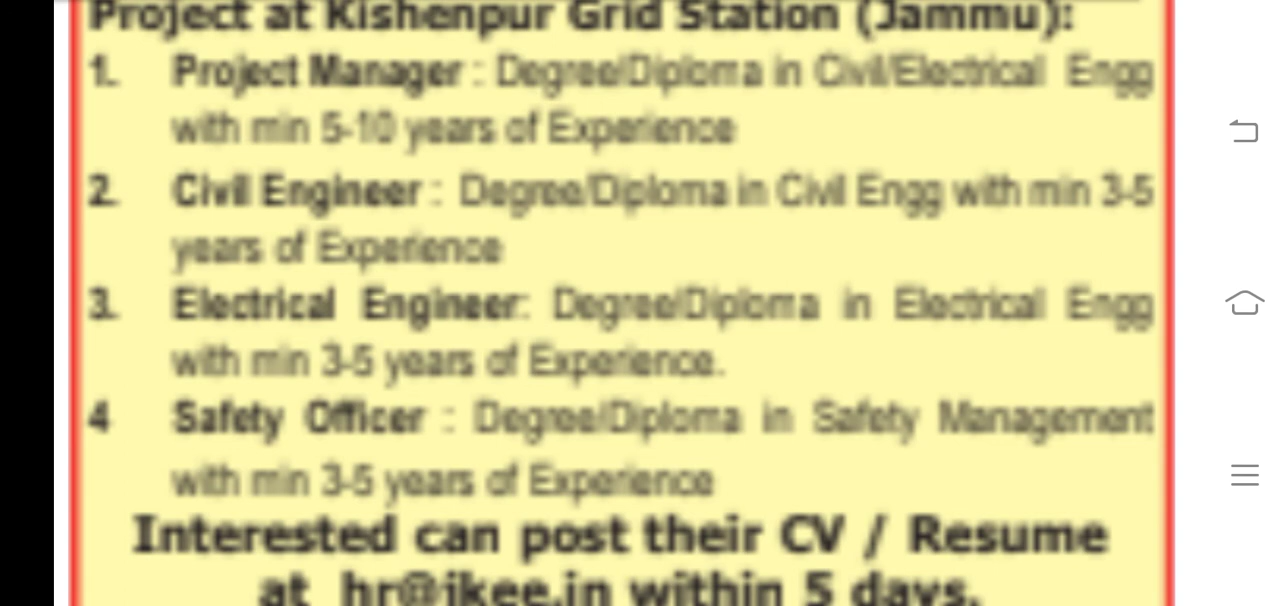 Project at Kishenpur Grid Station (Jammu):
1. Project Manager : Degree/Diploma in Civil/Electrical Engg
with min 5-10 years of Experience
2. Civil Engineer : Degree/Diploma in Civil Engg with min 3-5
years of Experience
3. Electrical Engineer: Degree/Diploma in Electrical Engg
with min 3-5 years of Experience.
4 Safety Officer : Degree/Diploma in Safety Management
with min 3-5 years of Experience
Interested can post their CV / Resume
at hr@jkee.in within 5 days.